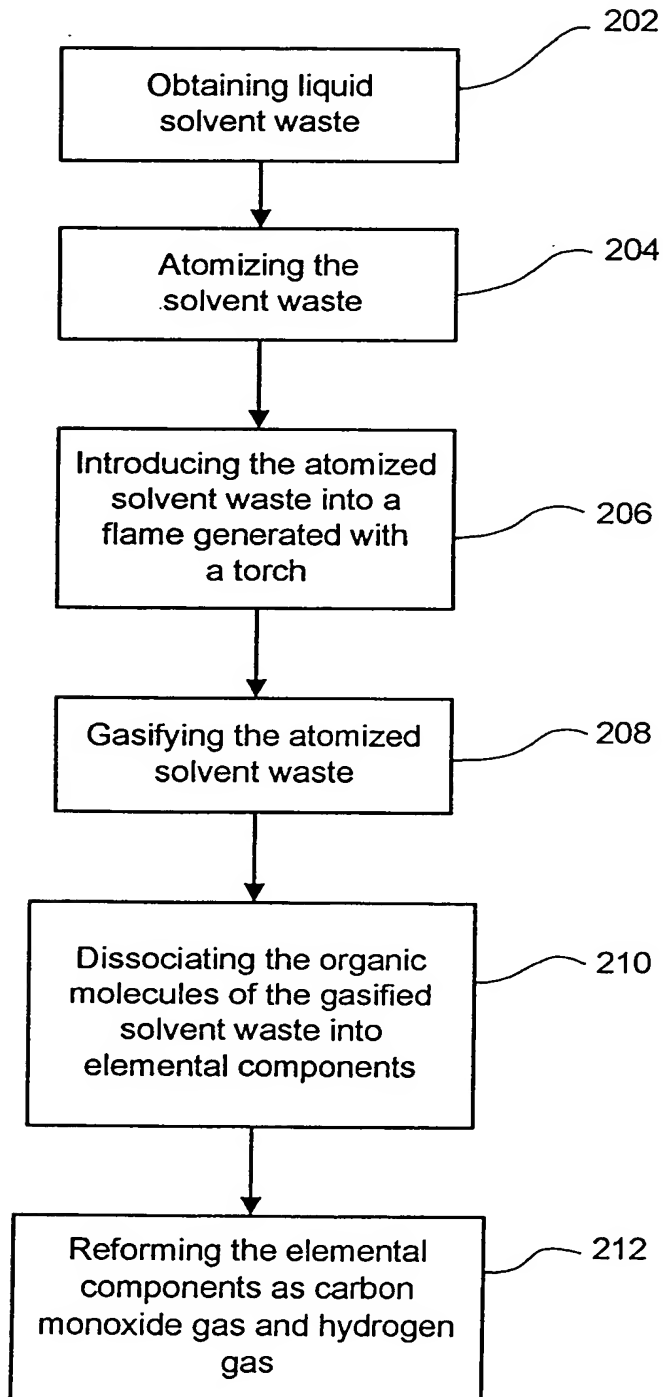 202
Obtaining liquid
solvent waste
204
Atomizing the
solvent waste
Introducing the atomized
solvent waste into a
flame generated with
a torch
206
Gasifying the atomized
solvent waste
208
Dissociating the organic
molecules of the gasified
solvent waste into
elemental components
210
Reforming the elemental
components as carbon
monoxide gas and hydrogen
gas
212